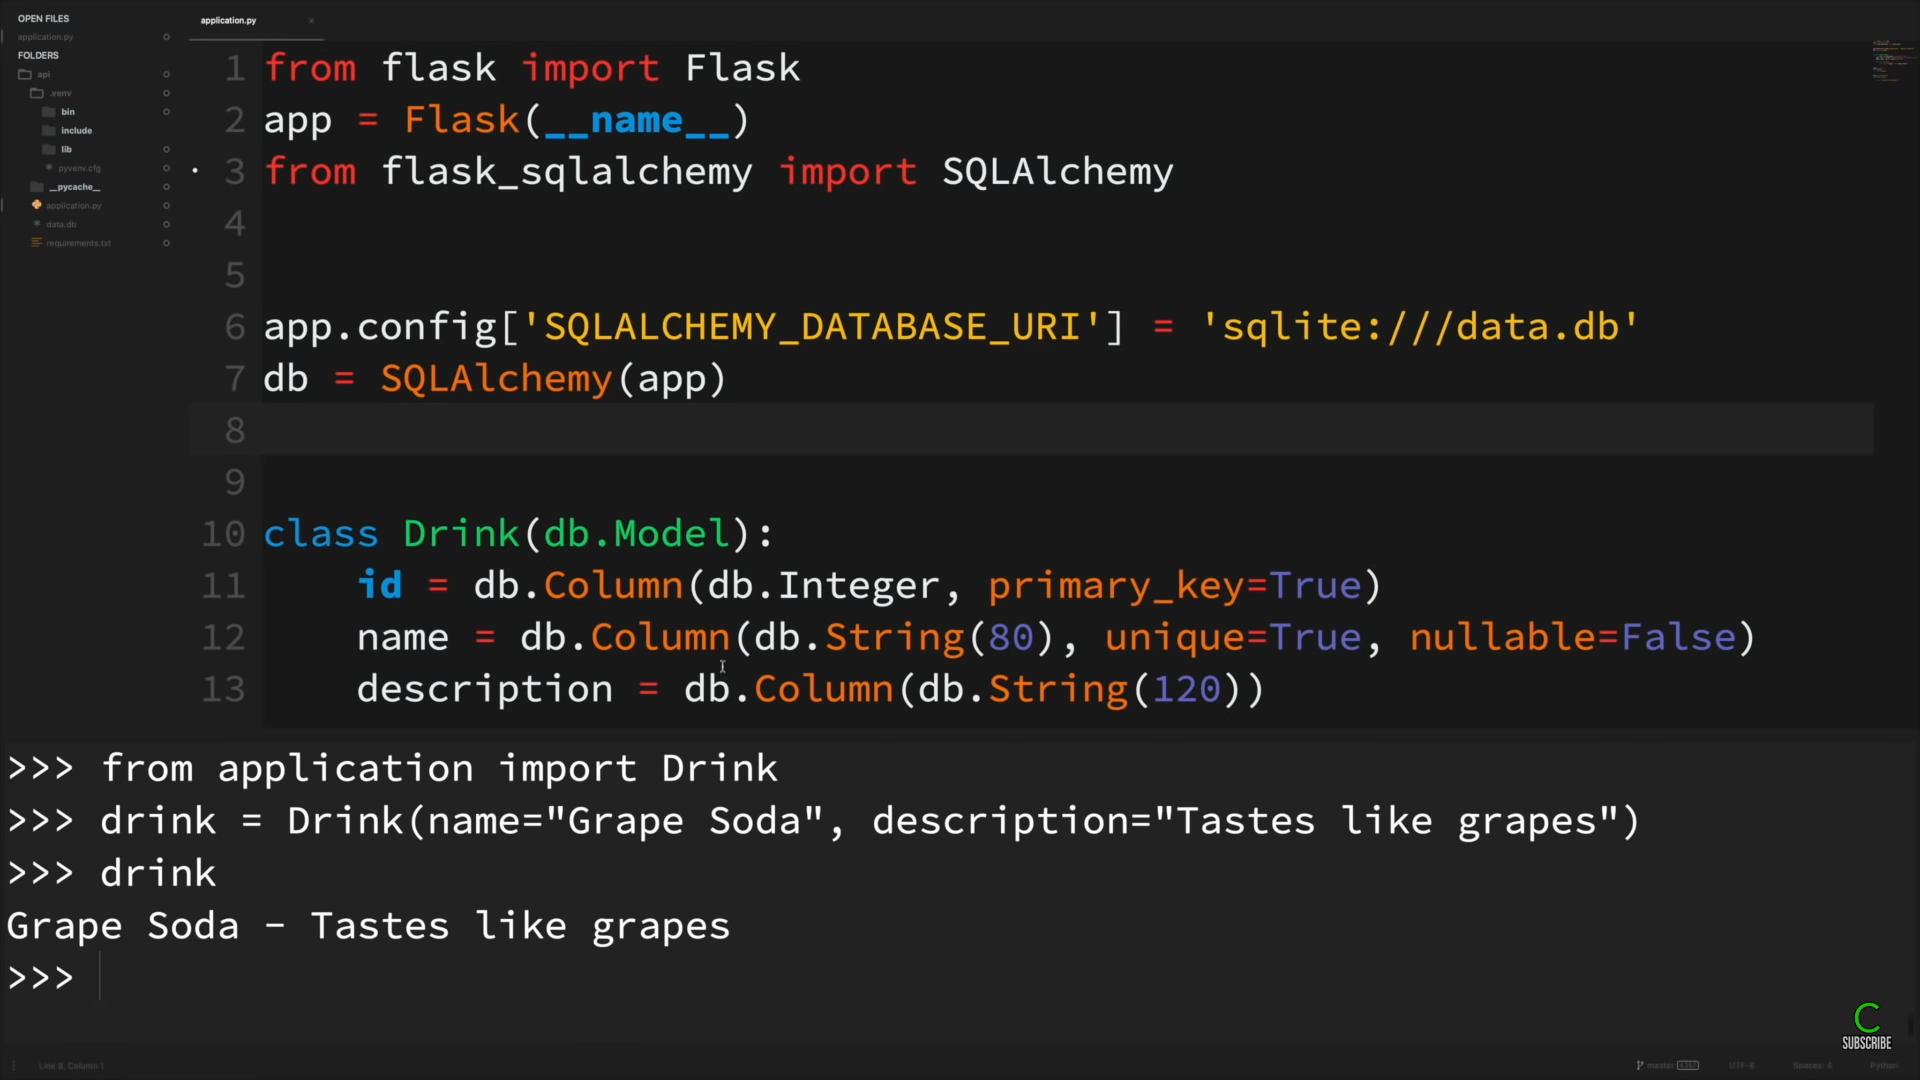 OPEN FILES
application.py
FOLDERS
api
.venv
bin
include
lib
pyvenv.cfg
__pycache__
application.py
data.db
requirements.txt
application.py
1 from flask import Flask
2 app = Flask(__name__)
3 from flask_sqlalchemy import SQLAlchemy
4
5
6 app.config['SQLALCHEMY_DATABASE_URI'] = 'sqlite:///data.db'
7 db = SQLAlchemy(app)
8
9
10 class Drink(db.Model):
11     id = db.Column(db.Integer, primary_key=True)
12     name = db.Column(db.String(80), unique=True, nullable=False)
13     description = db.Column(db.String(120))
>>> from application import Drink
>>> drink = Drink(name="Grape Soda", description="Tastes like grapes")
>>> drink
Grape Soda - Tastes like grapes
>>>
C
SUBSCRIBE
Line 8, Column 1
master
UTF-8
Spaces: 4
Python